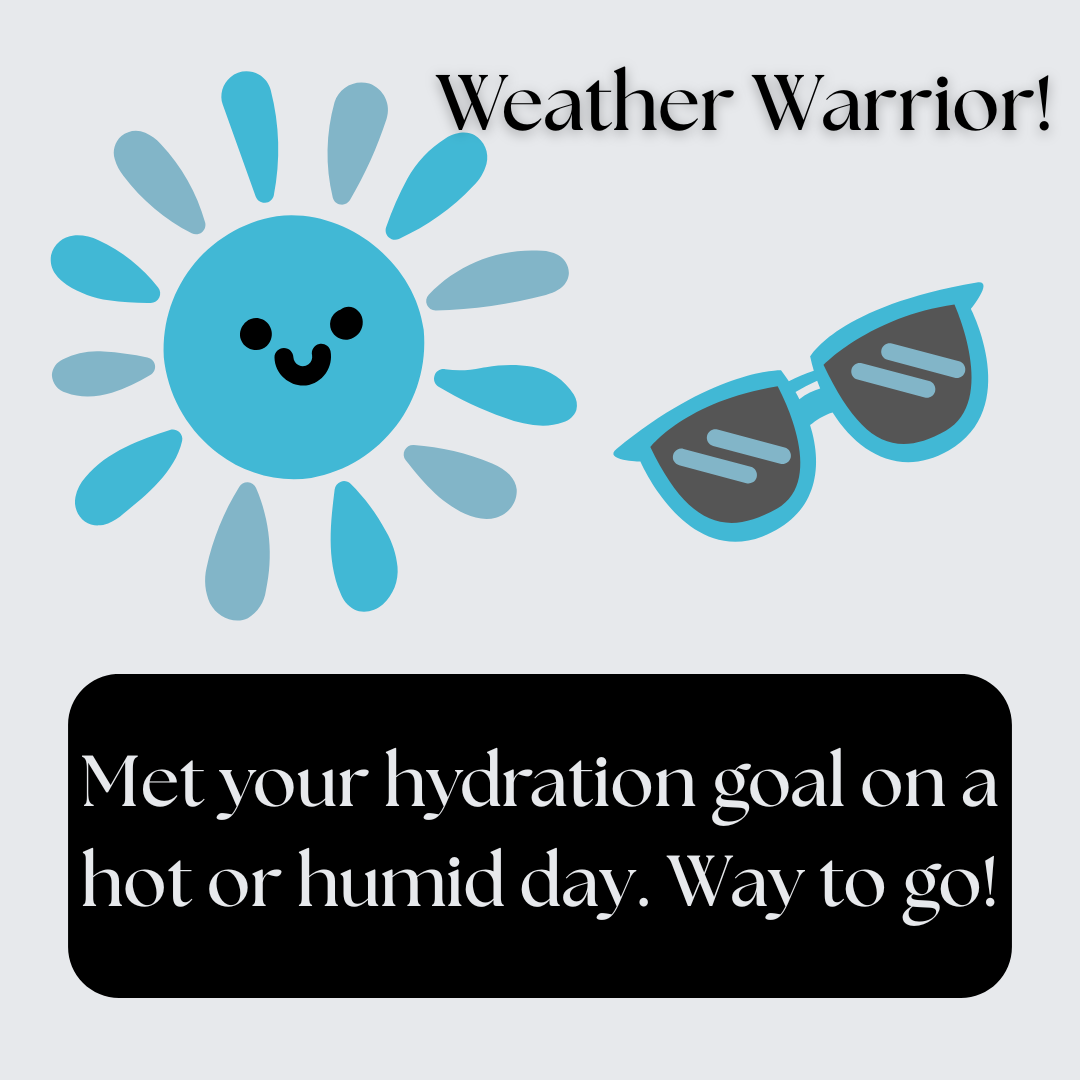 Weather Warrior!
Met your hydration goal on a
hot or humid day. Way to go!